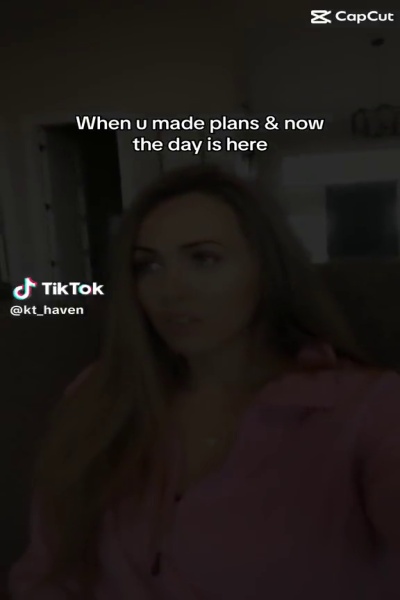 CapCut
When u made plans & now
the day is here
TikTok
@kt_haven